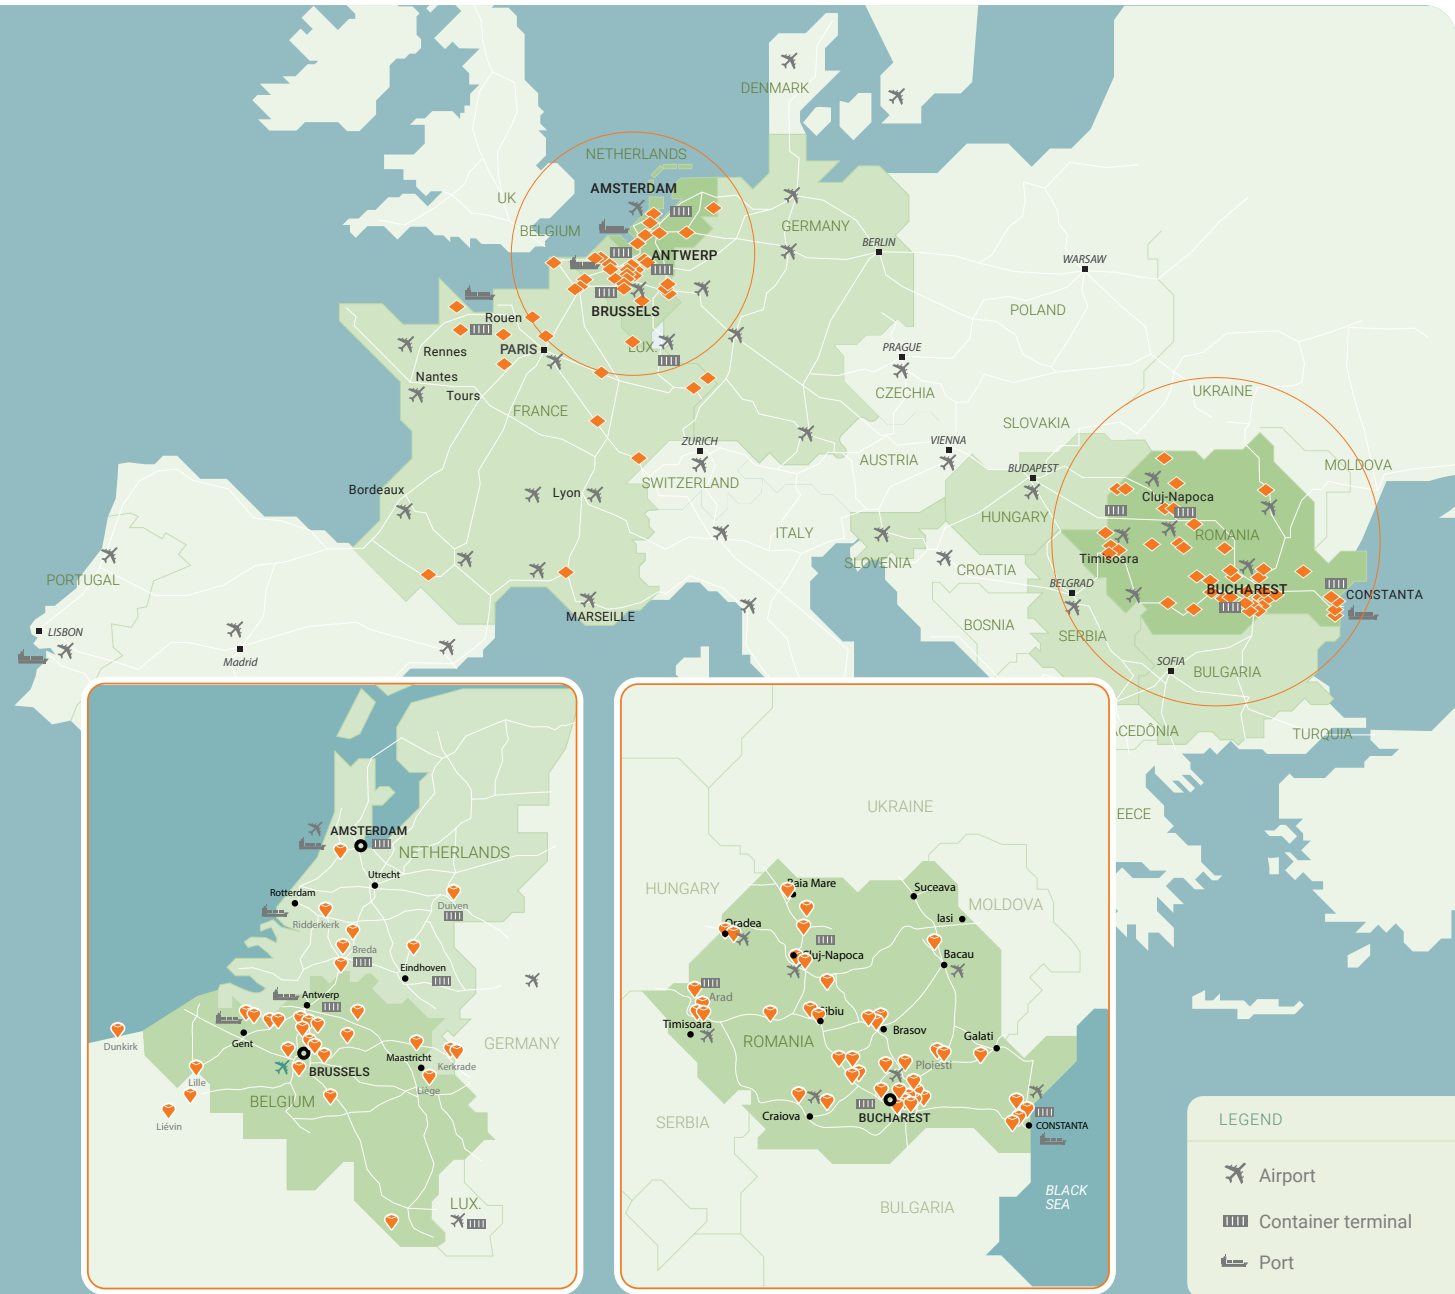 DENMARK
NETHERLANDS
AMSTERDAM
UK
BELGIUM
GERMANY
BERLIN
ANTWERP
WARSAW
BRUSSELS
POLAND
Rouen
LUX.
PARIS
Rennes
PRAGUE
Nantes
CZECHIA
UKRAINE
Tours
FRANCE
SLOVAKIA
ZURICH
VIENNA
AUSTRIA
MOLDOVA
BUDAPEST
SWITZERLAND
Bordeaux
Lyon
Cluj-Napoca
HUNGARY
ITALY
ROMANIA
SLOVENIA
Timisoara
CROATIA
PORTUGAL
BELGRAD
BUCHAREST
CONSTANTA
MARSEILLE
BOSNIA
LISBON
SERBIA
Madrid
SOFIA
BULGARIA
ACEDÔNIA
TURQUIA
EECE
AMSTERDAM
NETHERLANDS
Utrecht
Rotterdam
Duiven
Ridderkerk
Breda
Eindhoven
Antwerp
Gent
Dunkirk
GERMANY
Maastricht
Kerkrade
BRUSSELS
Lille
Liège
BELGIUM
Liévin
LUX.
UKRAINE
HUNGARY
Baia Mare
Suceava
MOLDOVA
Iasi
Oradea
Cluj-Napoca
Bacau
Arad
Sibiu
Timisoara
Brasov
ROMANIA
Galati
Ploiesti
Craiova
BUCHAREST
CONSTANTA
SERBIA
BLACK
SEA
BULGARIA
LEGEND
Airport
Container terminal
Port